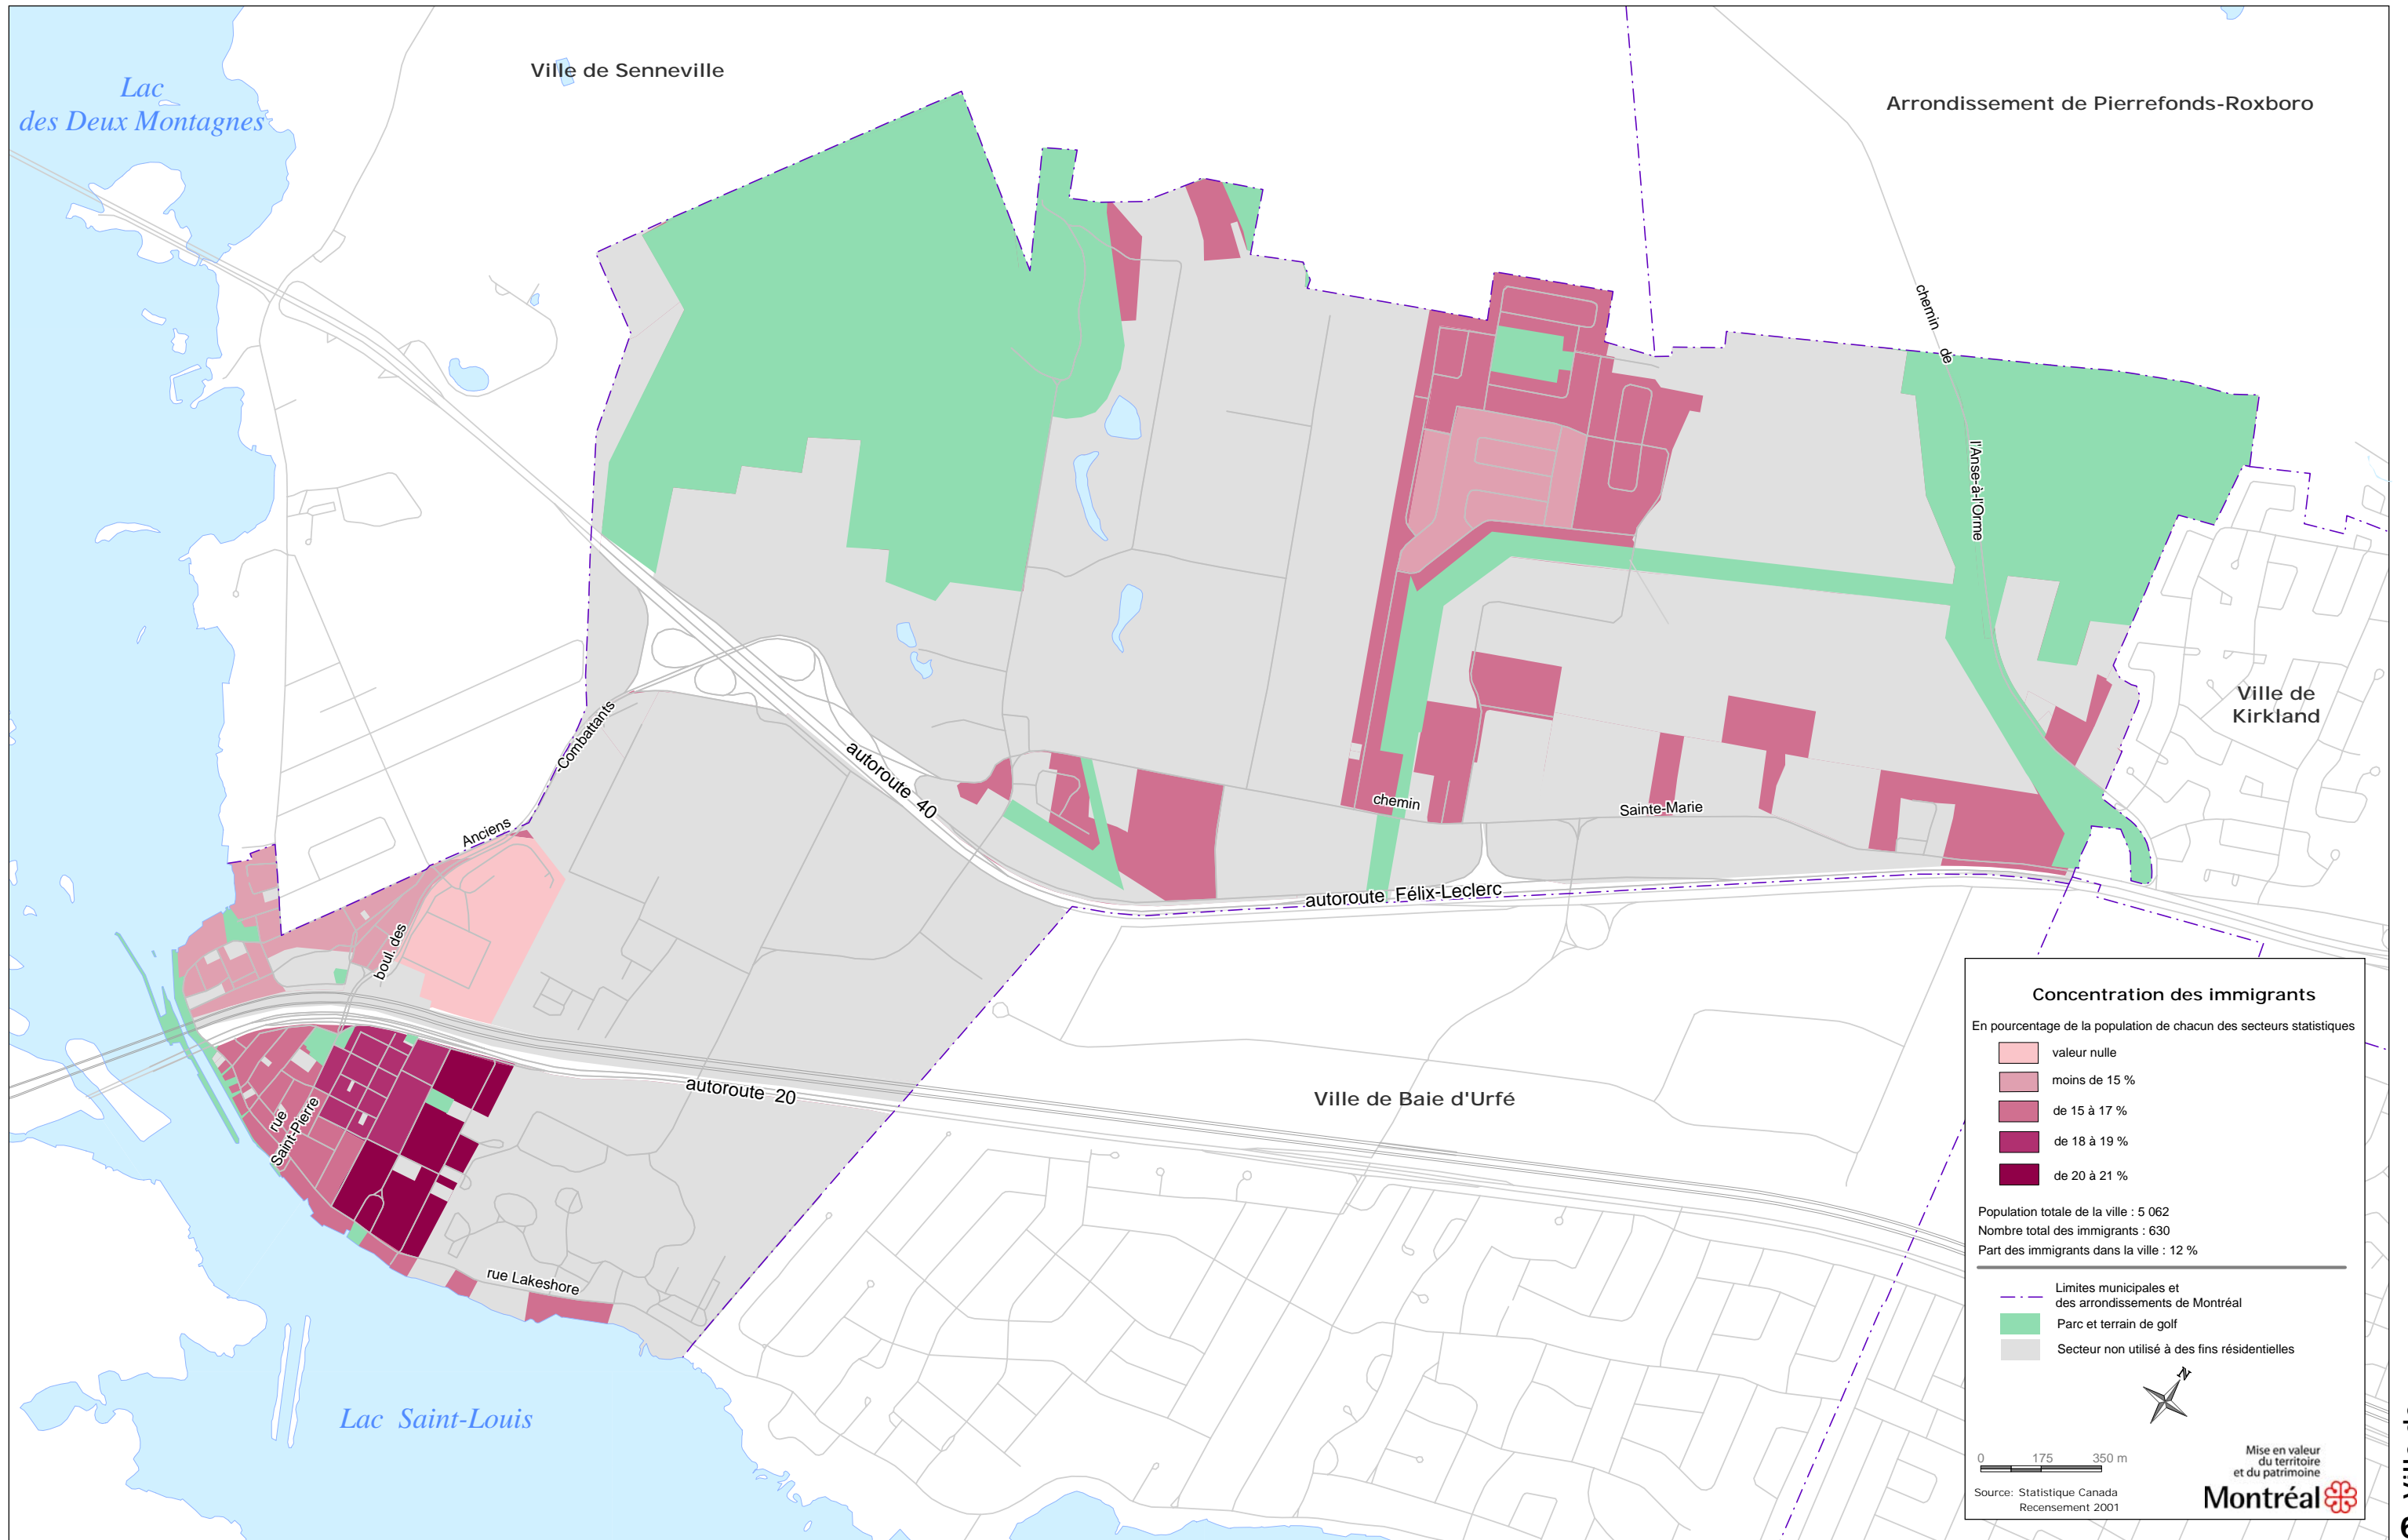 Lac
des Deux Montagnes
Ville de Senneville
Arrondissement de Pierrefonds-Roxboro
chemin
de
l'Anse-à-l'Orme
Ville de
Kirkland
-Combattants
Anciens
boul. des
autoroute 40
chemin
Sainte-Marie
autoroute Félix-Leclerc
autoroute 20
Ville de Baie d'Urfé
rue
Saint-Pierre
rue Lakeshore
Lac Saint-Louis
Concentration des immigrants
En pourcentage de la population de chacun des secteurs statistiques
valeur nulle
moins de 15 %
de 15 à 17 %
de 18 à 19 %
de 20 à 21 %
Population totale de la ville : 5 062
Nombre total des immigrants : 630
Part des immigrants dans la ville : 12 %
Limites municipales et
des arrondissements de Montréal
Parc et terrain de golf
Secteur non utilisé à des fins résidentielles
N
0 175 350 m
Source: Statistique Canada
Recensement 2001
Mise en valeur
du territoire
et du patrimoine
Montréal